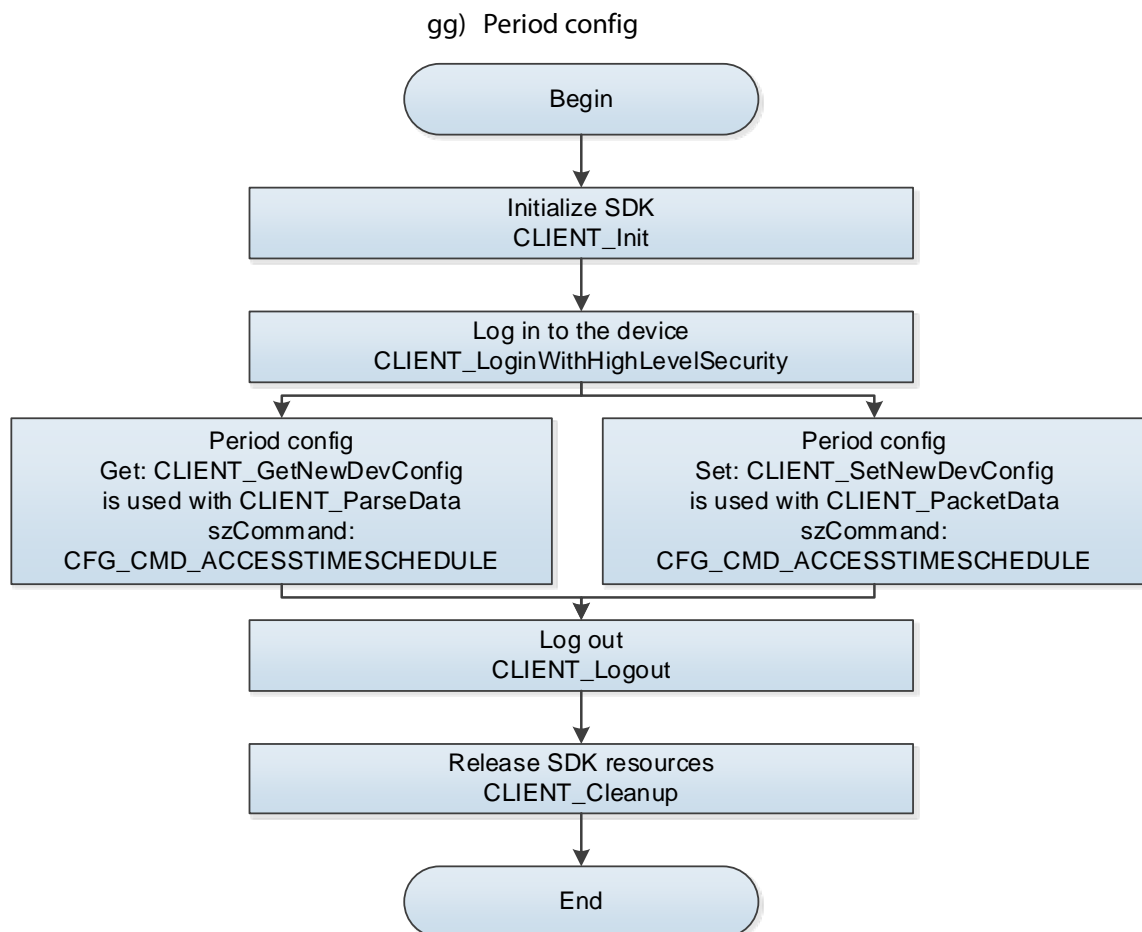 gg) Period config
Begin
Initialize SDK
CLIENT_Init
Log in to the device
CLIENT_LoginWithHighLevelSecurity
Period config
Get: CLIENT_GetNewDevConfig
is used with CLIENT_ParseData
szCommand:
CFG_CMD_ACCESSTIMESCHEDULE
Period config
Set: CLIENT_SetNewDevConfig
is used with CLIENT_PacketData
szCommand:
CFG_CMD_ACCESSTIMESCHEDULE
Log out
CLIENT_Logout
Release SDK resources
CLIENT_Cleanup
End